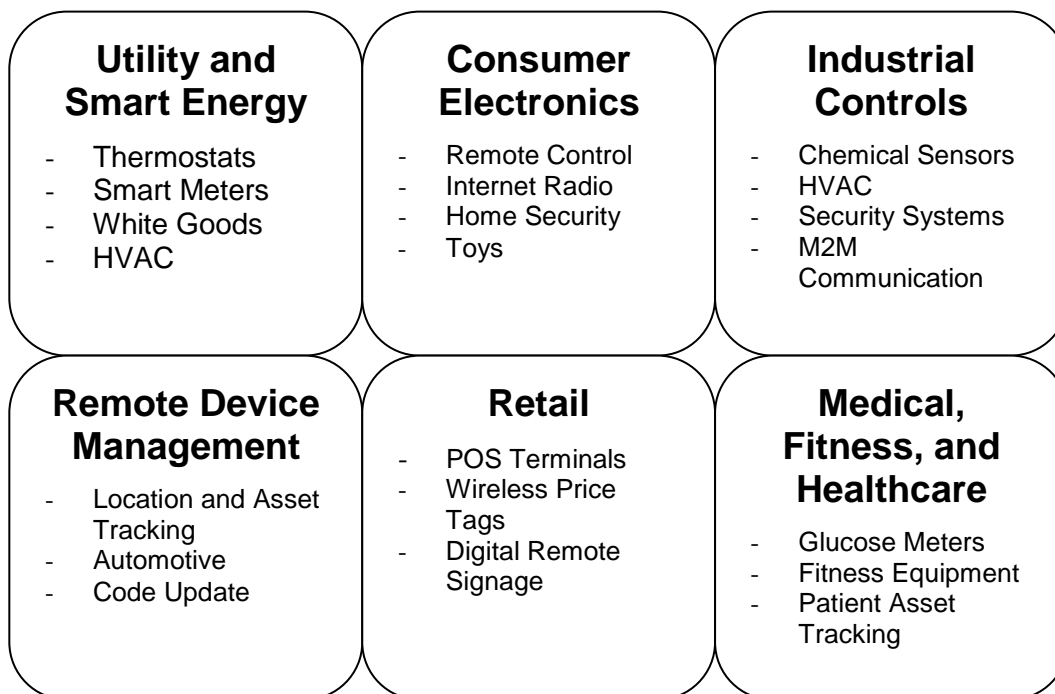 Utility and
Smart Energy
- Thermostats
- Smart Meters
- White Goods
- HVAC
Consumer
Electronics
- Remote Control
- Internet Radio
- Home Security
- Toys
Industrial
Controls
- Chemical Sensors
- HVAC
- Security Systems
- M2M
Communication
Remote Device
Management
- Location and Asset
Tracking
- Automotive
- Code Update
Retail
- POS Terminals
- Wireless Price
Tags
- Digital Remote
Signage
Medical,
Fitness, and
Healthcare
- Glucose Meters
- Fitness Equipment
- Patient Asset
Tracking